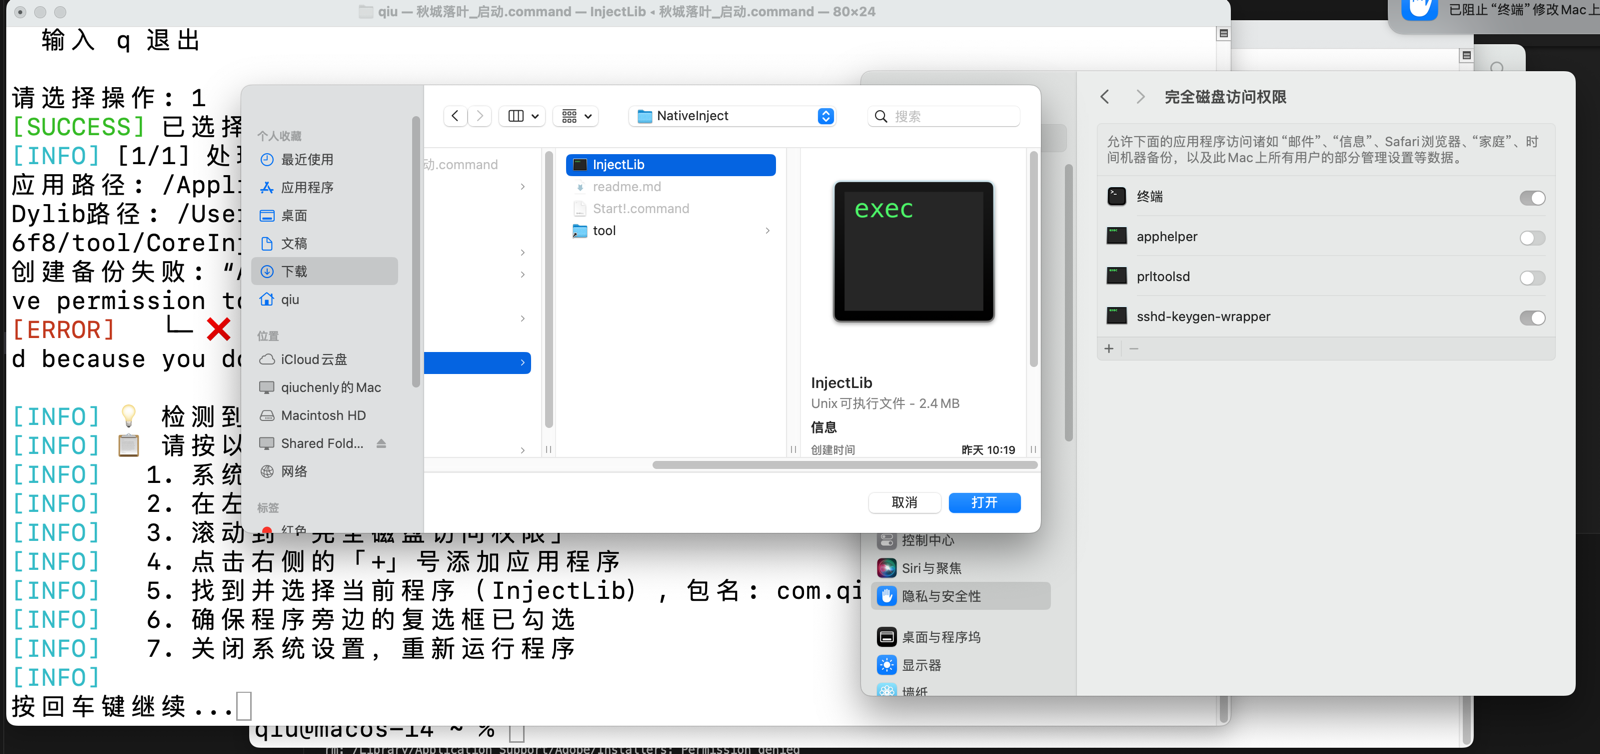 qiu — 秋城落叶_启动.command — InjectLib ◂ 秋城落叶_启动.command — 80×24
已阻止“终端”修改Mac上
输入 q 退出
请选择操作: 1
[SUCCESS] 已选择
[INFO] [1/1] 处理
应用路径: /Appl
Dylib路径: /User
6f8/tool/CoreIn
创建备份失败: “/
ve permission to
[ERROR] └─ ❌
d because you do
[INFO] 💡 检测到
[INFO] 📋 请按以
[INFO] 1. 系统
[INFO] 2. 在左
[INFO] 3. 滚动到「完全磁盘访问权限」
[INFO] 4. 点击右侧的「+」号添加应用程序
[INFO] 5. 找到并选择当前程序 (InjectLib) , 包名: com.qi
[INFO] 6. 确保程序旁边的复选框已勾选
[INFO] 7. 关闭系统设置, 重新运行程序
[INFO]
按回车键继续...
qiu@macos-14 ~ %
rm: /Library/Application Support/Adobe/Installers: Permission denied
个人收藏
最近使用
应用程序
桌面
文稿
下载
qiu
位置
iCloud云盘
qiuchenly的Mac
Macintosh HD
Shared Fold...
网络
标签
红色
NativeInject
搜索
动.command
InjectLib
readme.md
Start!.command
tool
exec
InjectLib
Unix可执行文件 - 2.4 MB
信息
创建时间 昨天 10:19
取消
打开
控制中心
Siri与聚焦
隐私与安全性
桌面与程序坞
显示器
墙纸
完全磁盘访问权限
允许下面的应用程序访问诸如“邮件”、“信息”、Safari浏览器、“家庭”、时
间机器备份，以及此Mac上所有用户的部分管理设置等数据。
终端
apphelper
prltoolsd
sshd-keygen-wrapper